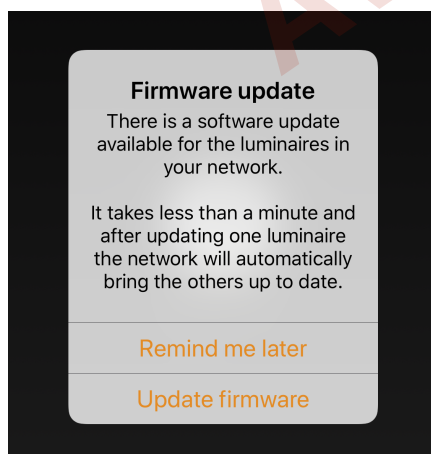 Firmware update
There is a software update
available for the luminaires in
your network.
It takes less than a minute and
after updating one luminaire
the network will automatically
bring the others up to date.
Remind me later
Update firmware